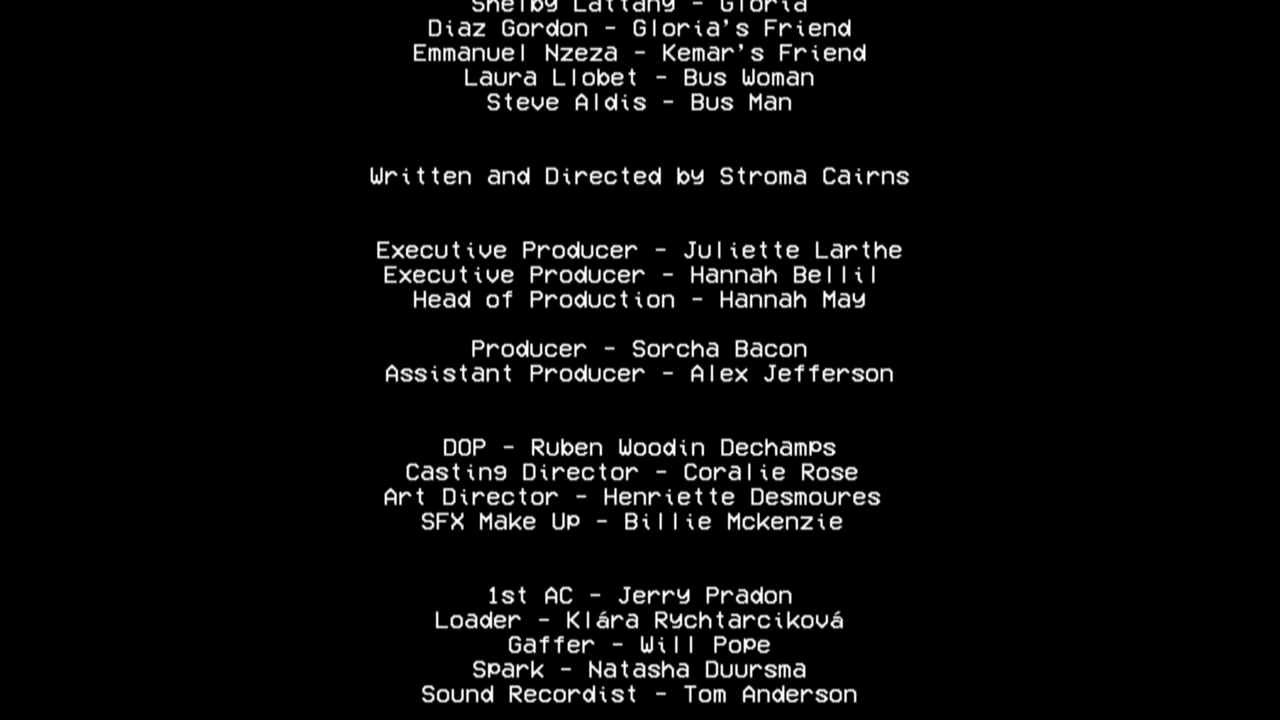 Gloria
Diaz Gordon - Gloria's Friend
Emmanuel Nzeza - Kemar's Friend
Laura Llobet - Bus Woman
Steve Aldis - Bus Man
Written and Directed by Stroma Cairns
Executive Producer - Juliette Larthe
Executive Producer - Hannah Bellil
Head of Production - Hannah May
Producer - Sorcha Bacon
Assistant Producer - Alex Jefferson
DOP - Ruben Woodin Dechamps
Casting Director - Coralie Rose
Art Director - Henriette Desmoures
SFX Make Up - Billie Mckenzie
1st AC - Jerry Pradon
Loader - Klára Rychtarciková
Gaffer - Will Pope
Spark - Natasha Duursma
Sound Recordist - Tom Anderson